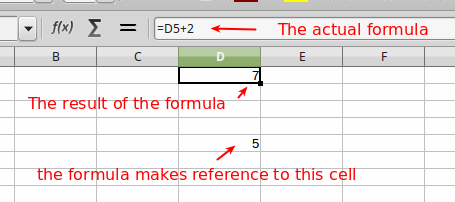 f(x) Σ = =D5+2 The actual formula
B C D E F
7
The result of the formula
5
the formula makes reference to this cell